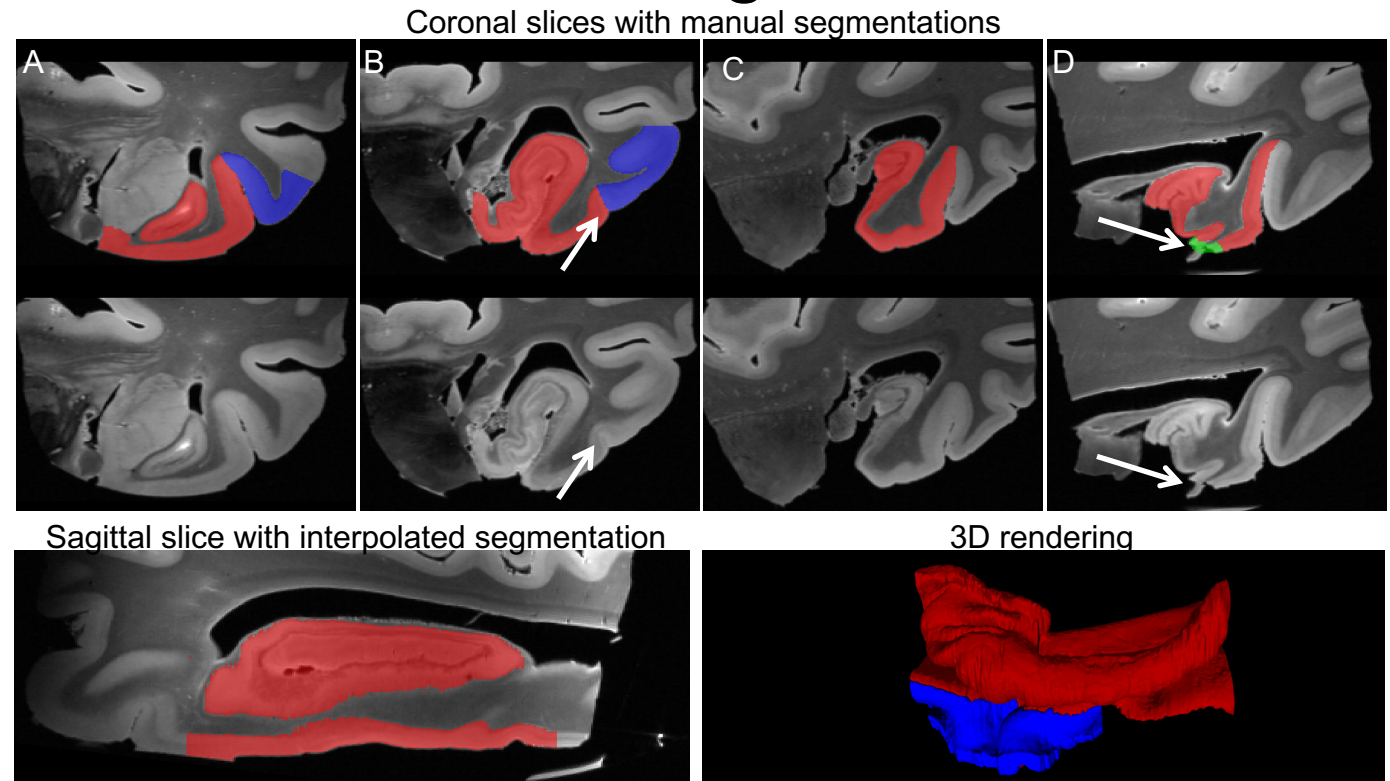 Coronal slices with manual segmentations
A
B
C
D
Sagittal slice with interpolated segmentation
3D rendering